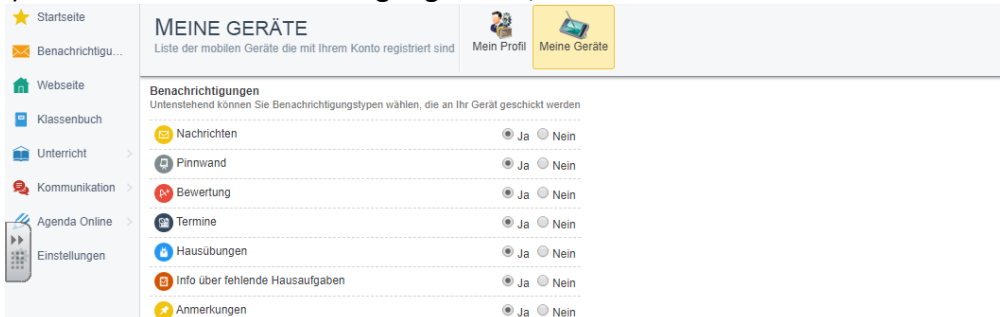 Startseite
Benachrichtigu...
Webseite
Klassenbuch
Unterricht
Kommunikation
Agenda Online
Einstellungen
MEINE GERÄTE
Liste der mobilen Geräte die mit Ihrem Konto registriert sind
Mein Profil
Meine Geräte
Benachrichtigungen
Untenstehend können Sie Benachrichtigungstypen wählen, die an Ihr Gerät geschickt werden
Nachrichten Ja Nein
Pinnwand Ja Nein
Bewertung Ja Nein
Termine Ja Nein
Hausübungen Ja Nein
Info über fehlende Hausaufgaben Ja Nein
Anmerkungen Ja Nein